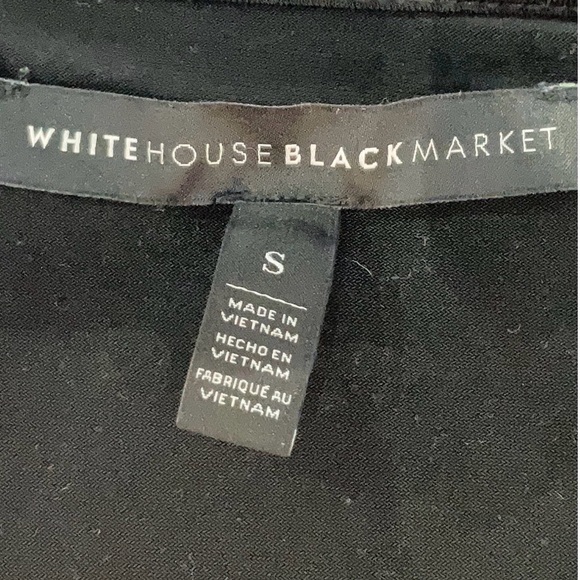 WHITEHOUSEBLACKMARKET
S
MADE IN
VIETNAM
HECHO EN
VIETNAM
FABRIQUÉ AU
VIETNAM